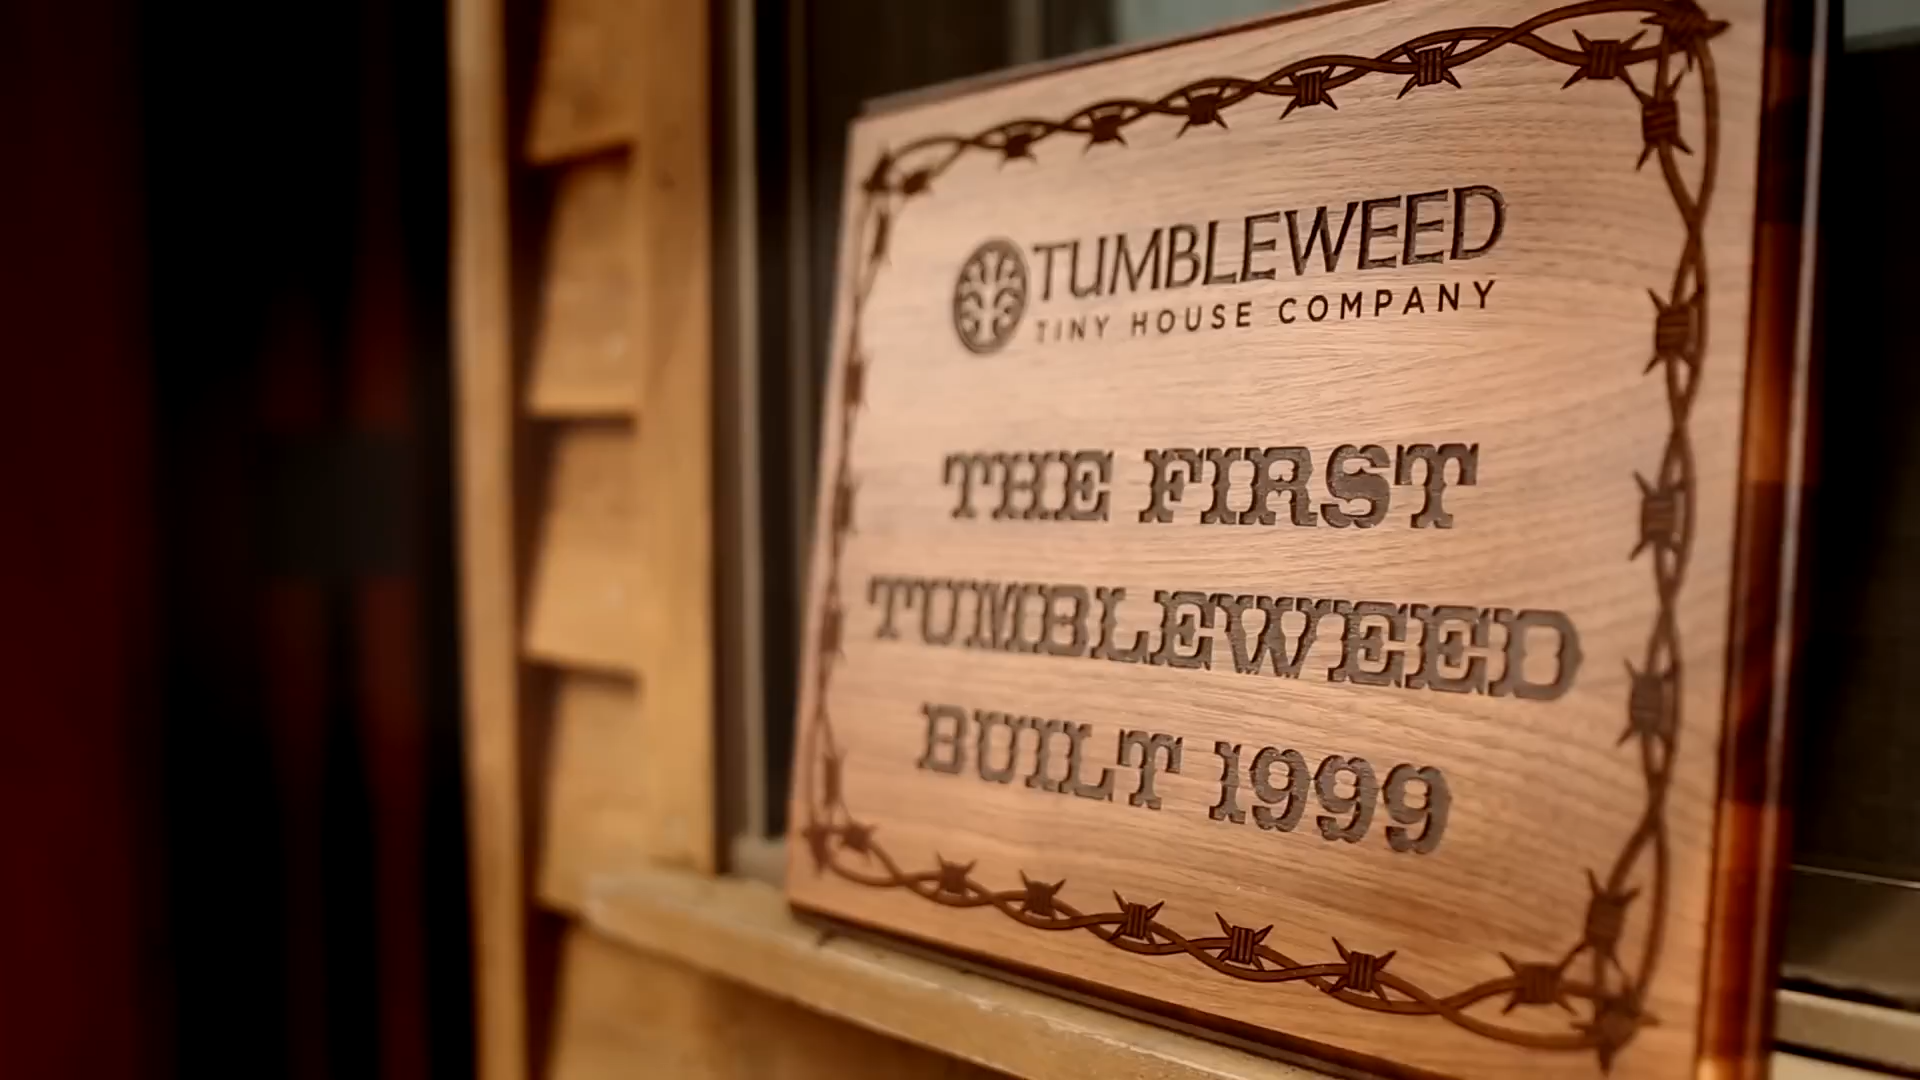 TUMBLEWEED
TINY HOUSE COMPANY
THE FIRST
TUMBLEWEED
BUILT 1999